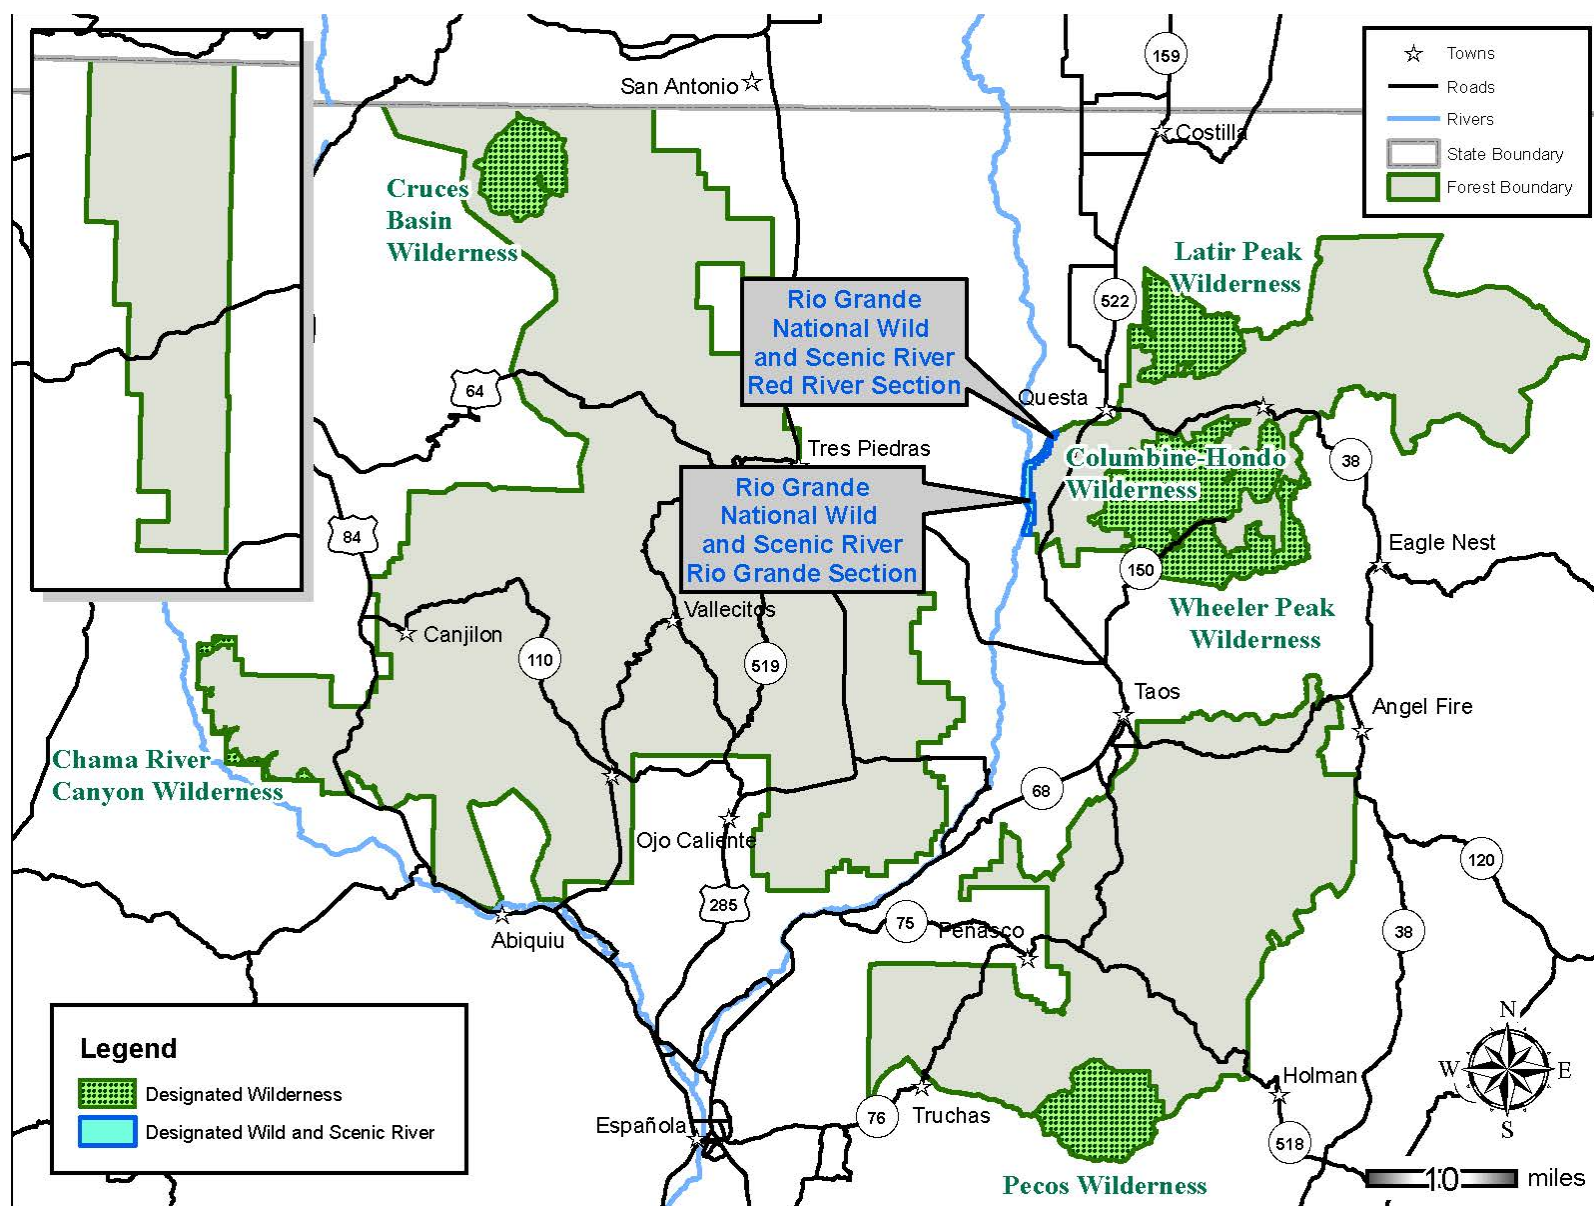 159
Towns
Roads
Rivers
State Boundary
Forest Boundary
San Antonio
Costilla
Cruces
Basin
Wilderness
Latir Peak
Wilderness
522
Rio Grande
National Wild
and Scenic River
Red River Section
64
Questa
Tres Piedras
Columbine-Hondo
Wilderness
38
Rio Grande
National Wild
and Scenic River
Rio Grande Section
84
150
Eagle Nest
Wheeler Peak
Wilderness
Vallecitos
Canjilon
110
519
Taos
Angel Fire
Chama River
Canyon Wilderness
68
Ojo Caliente
120
285
75
Peñasco
38
Abiquiu
Legend
Designated Wilderness
Designated Wild and Scenic River
N
W
E
S
Holman
Española
76
Truchas
518
Pecos Wilderness
10
miles